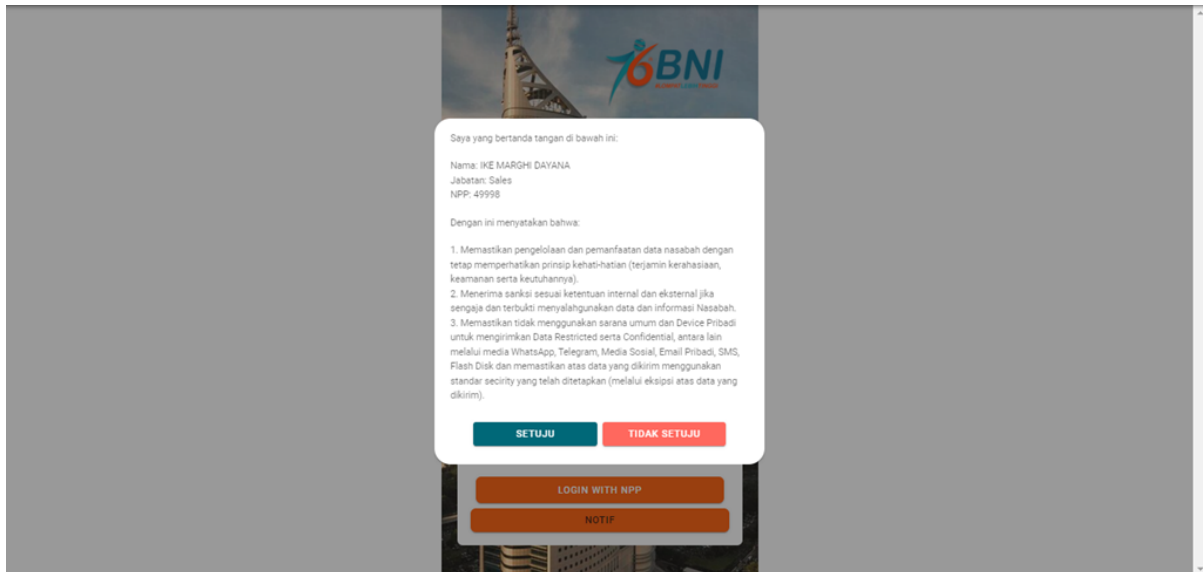 76 BNI
Saya yang bertanda tangan di bawah ini:
Nama: IKE MARGHI DAYANA
Jabatan: Sales
NPP: 49998
Dengan ini menyatakan bahwa:
1. Memastikan pengelolaan dan pemanfaatan data nasabah dengan
tetap memperhatikan prinsip kehati-hatian (terjamin kerahasiaan,
keamanan serta keutuhannya).
2. Menerima sanksi sesuai ketentuan internal dan eksternal jika
sengaja dan terbukti menyalahgunakan data dan informasi Nasabah.
3. Memastikan tidak menggunakan sarana umum dan Device Pribadi
untuk mengirimkan Data Restricted serta Confidential, antara lain
melalui media WhatsApp, Telegram, Media Sosial, Email Pribadi, SMS,
Flash Disk dan memastikan atas data yang dikirim menggunakan
standar secirity yang telah ditetapkan (melalui eksipsi atas data yang
dikirim).
SETUJU TIDAK SETUJU
LOGIN WITH NPP
NOTIF